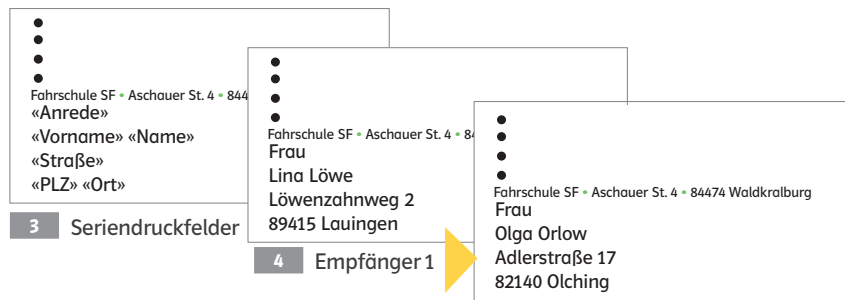 Fahrschule SF • Aschauer St. 4 • 844
«Anrede»
«Vorname» «Name»
«Straße»
«PLZ» «Ort»
3 Seriendruckfelder
Fahrschule SF • Aschauer St. 4 • 84
Frau
Lina Löwe
Löwenzahnweg 2
89415 Lauingen
4 Empfänger 1
Fahrschule SF • Aschauer St. 4 • 84474 Waldkralburg
Frau
Olga Orlow
Adlerstraße 17
82140 Olching